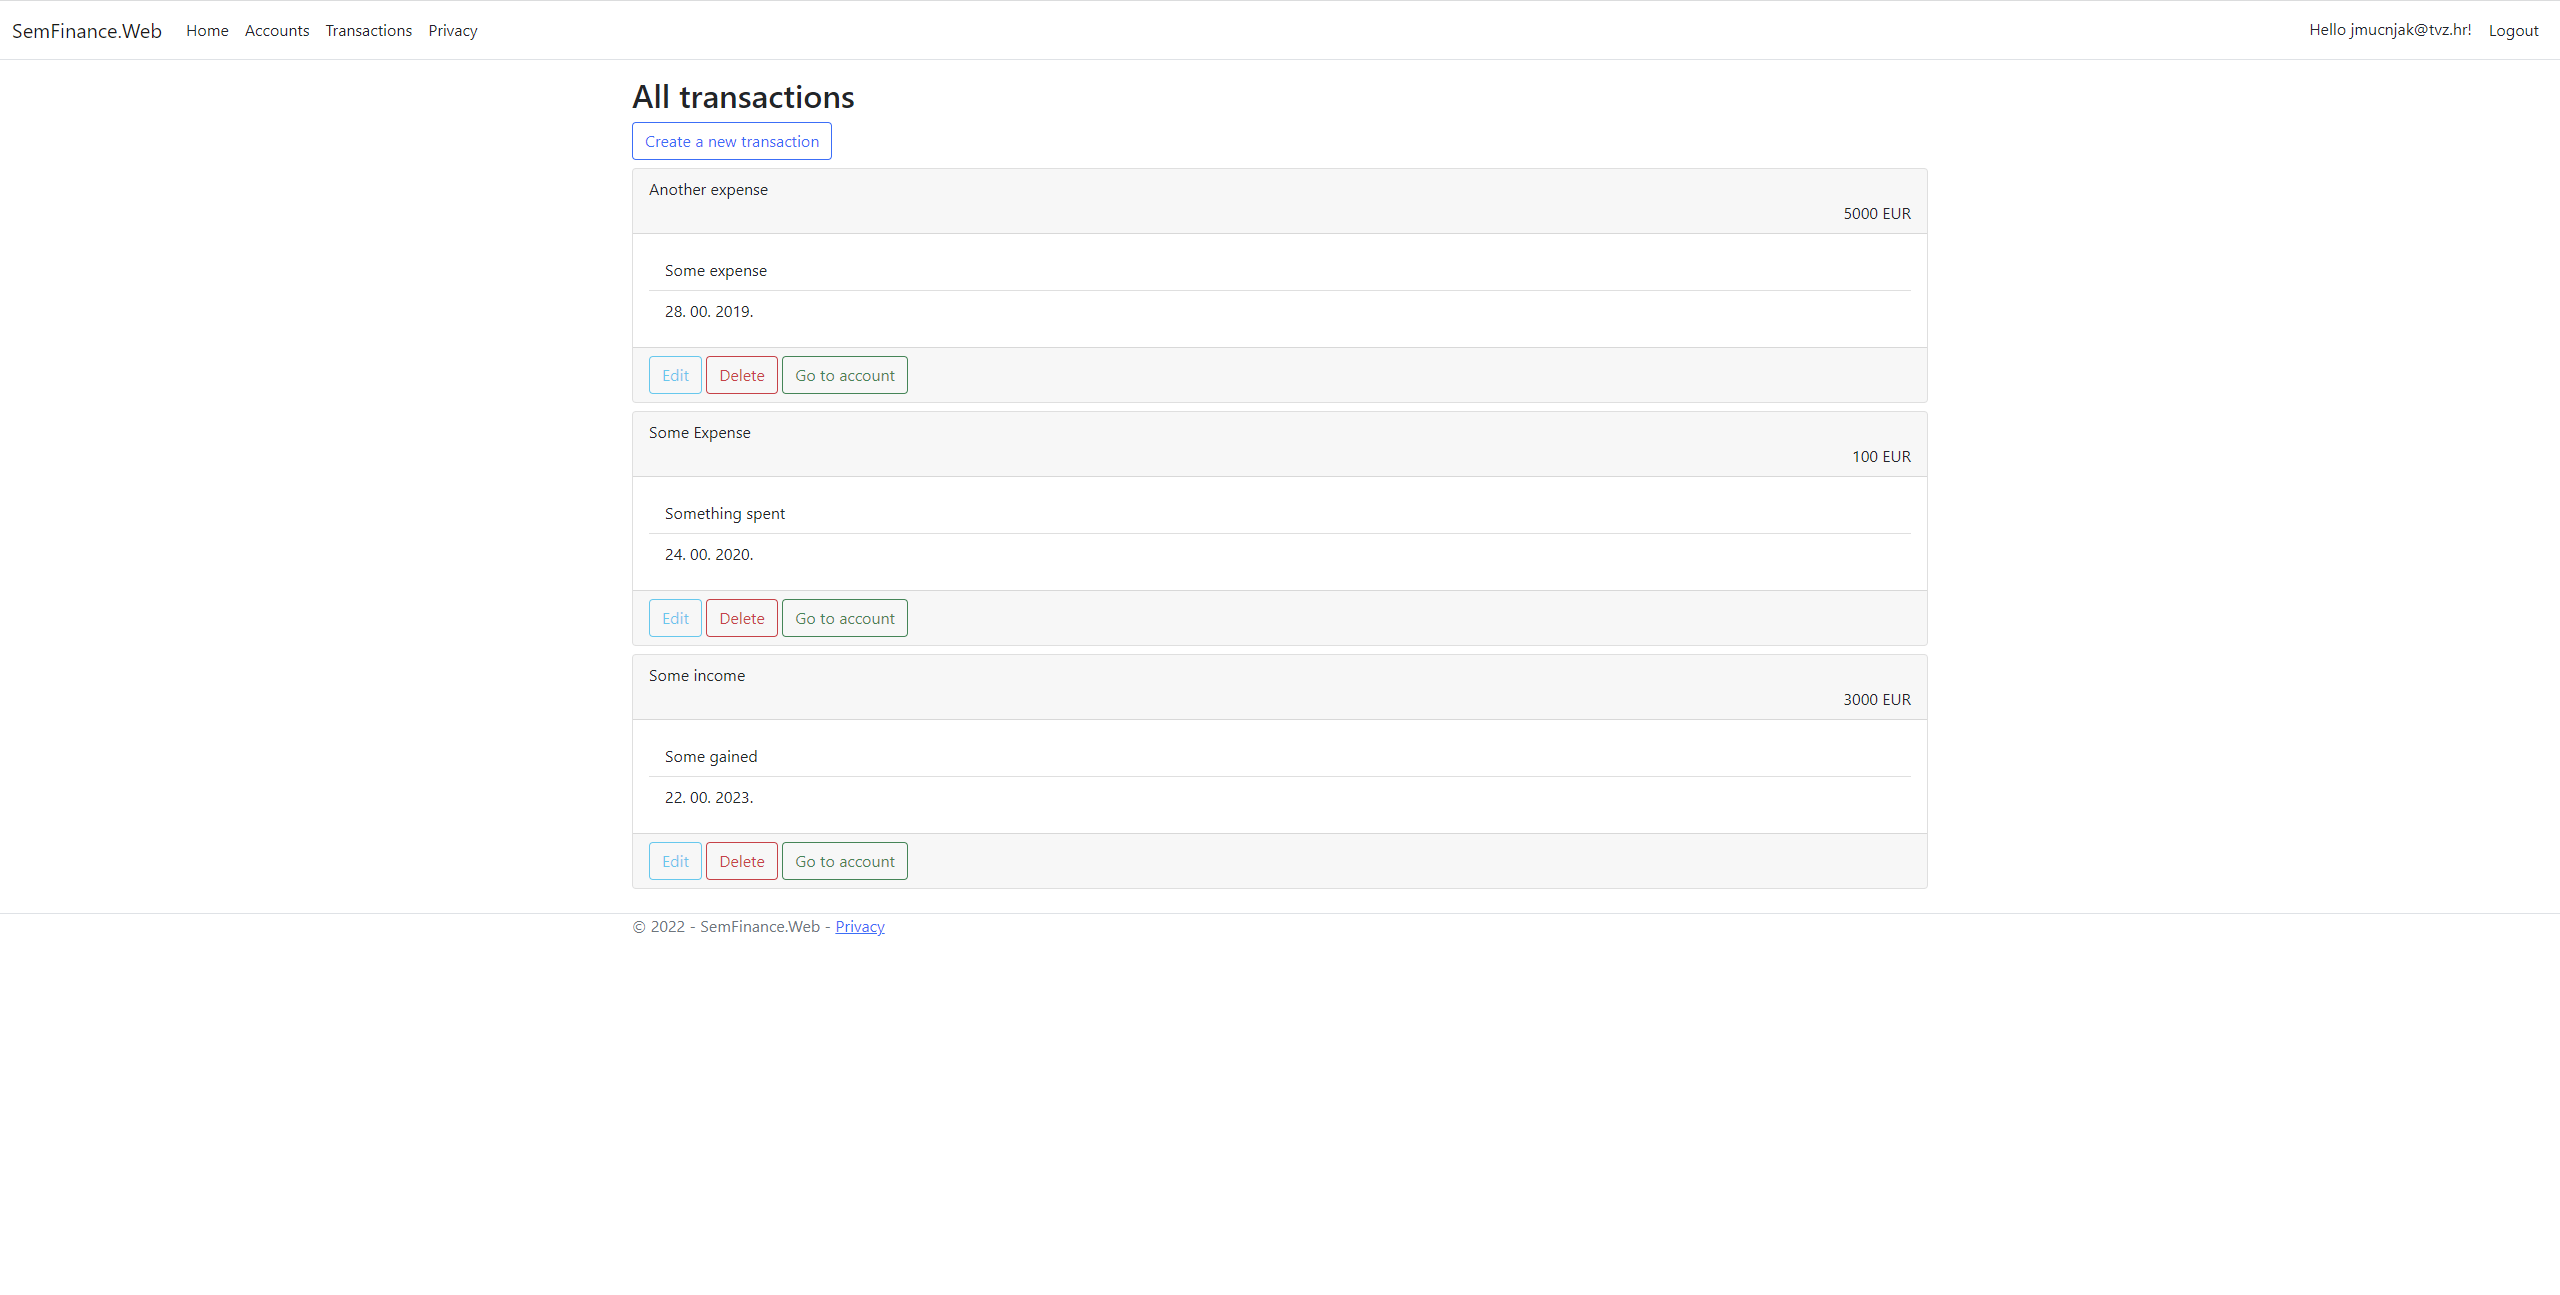 SemFinance.Web Home Accounts Transactions Privacy Hello jmucnjak@tvz.hr! Logout
All transactions
Create a new transaction
Another expense
5000 EUR
Some expense
28. 00. 2019.
Edit Delete Go to account
Some Expense
100 EUR
Something spent
24. 00. 2020.
Edit Delete Go to account
Some income
3000 EUR
Some gained
22. 00. 2023.
Edit Delete Go to account
© 2022 - SemFinance.Web - Privacy